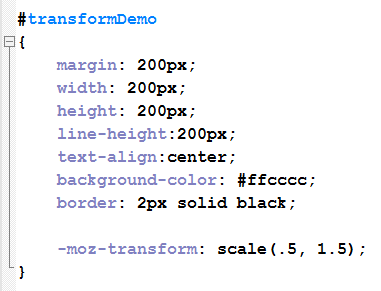 #transformDemo
{
margin: 200px;
width: 200px;
height: 200px;
line-height:200px;
text-align:center;
background-color: #ffcccc;
border: 2px solid black;
-moz-transform: scale(.5, 1.5);
}